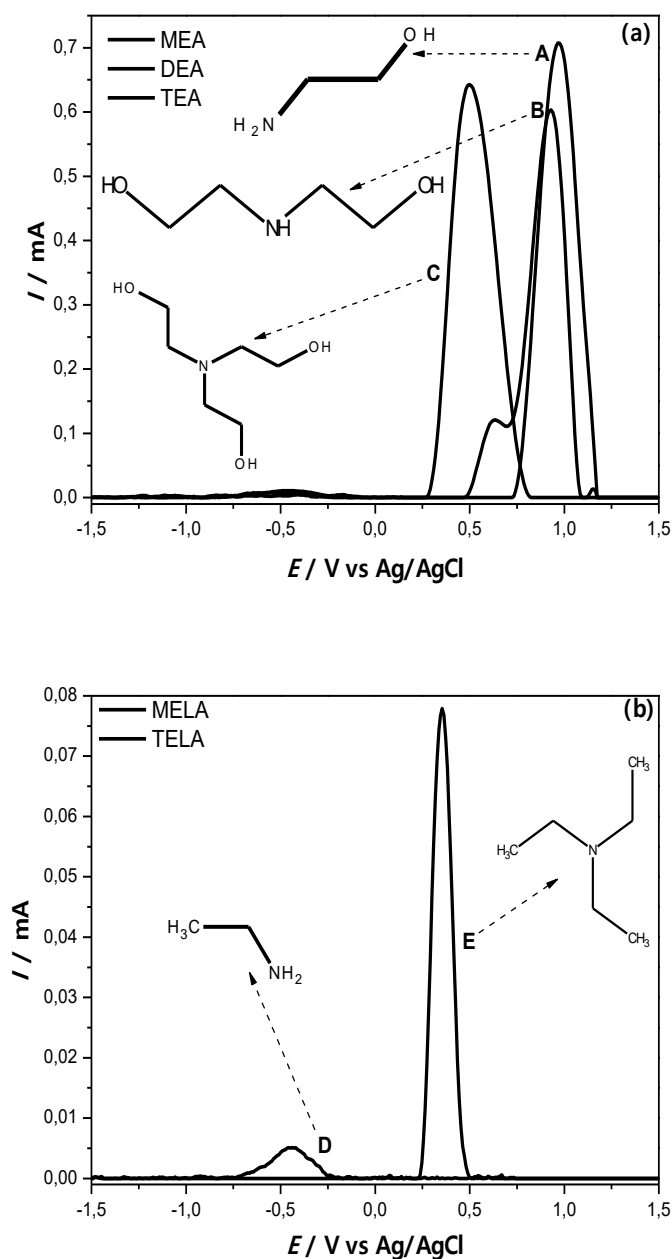 (a)
MEA
DEA
TEA
OH
H2N
A
B
HO
OH
NH
C
HO
N
OH
OH
0,7
0,6
0,5
0,4
0,3
0,2
0,1
0,0
I / mA
-1,5 -1,0 -0,5 0,0 0,5 1,0 1,5
E / V vs Ag/AgCl
(b)
MELA
TELA
CH3
H3C
N
CH3
E
H3C
NH2
D
0,08
0,07
0,06
0,05
0,04
0,03
0,02
0,01
0,00
I / mA
-1,5 -1,0 -0,5 0,0 0,5 1,0 1,5
E / V vs Ag/AgCl